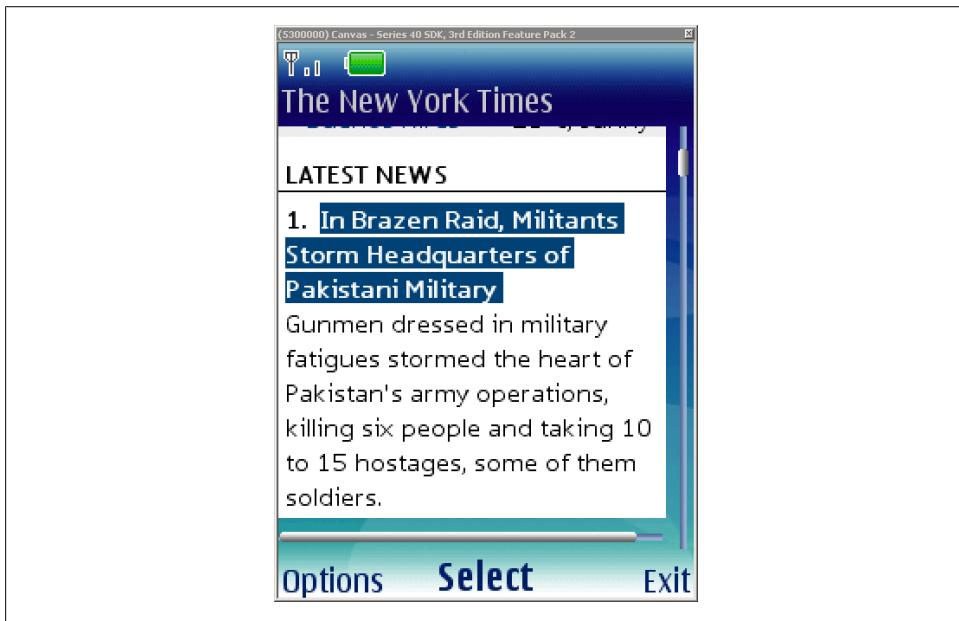 (5300000) Canvas - Series 40 SDK, 3rd Edition Feature Pack 2
The New York Times
LATEST NEWS
1. In Brazen Raid, Militants
Storm Headquarters of
Pakistani Military
Gunmen dressed in military
fatigues stormed the heart of
Pakistan's army operations,
killing six people and taking 10
to 15 hostages, some of them
soldiers.
Options Select Exit